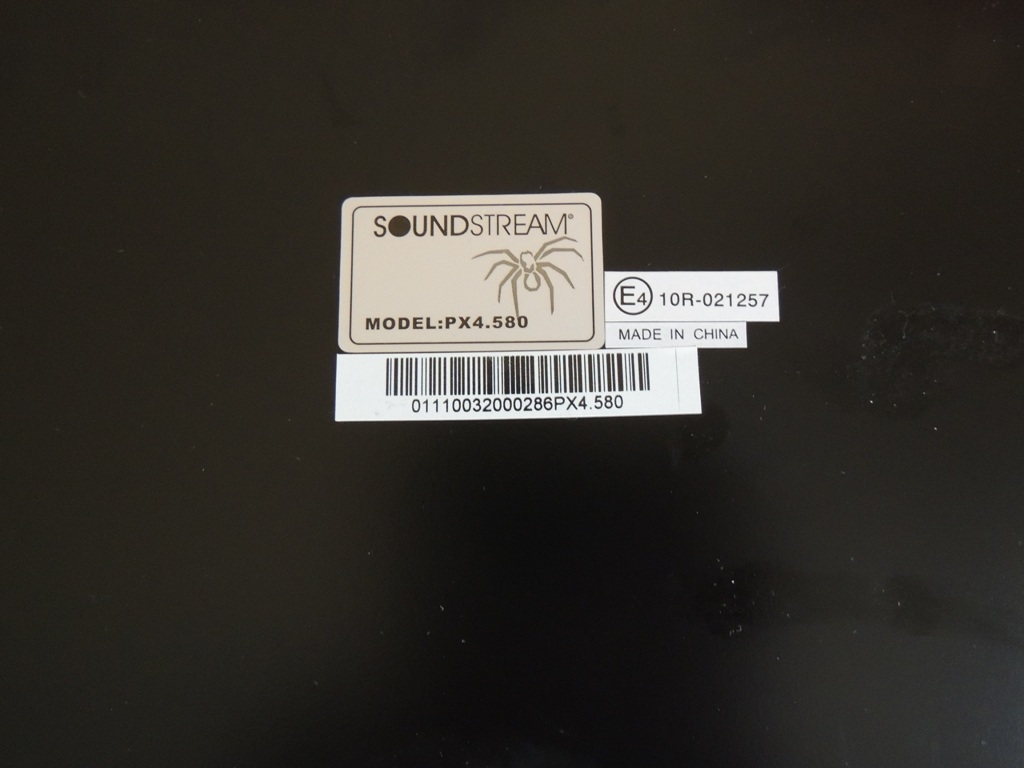 SOUNDSTREAM®
MODEL:PX4.580
E4 10R-021257
MADE IN CHINA
01110032000286PX4.580